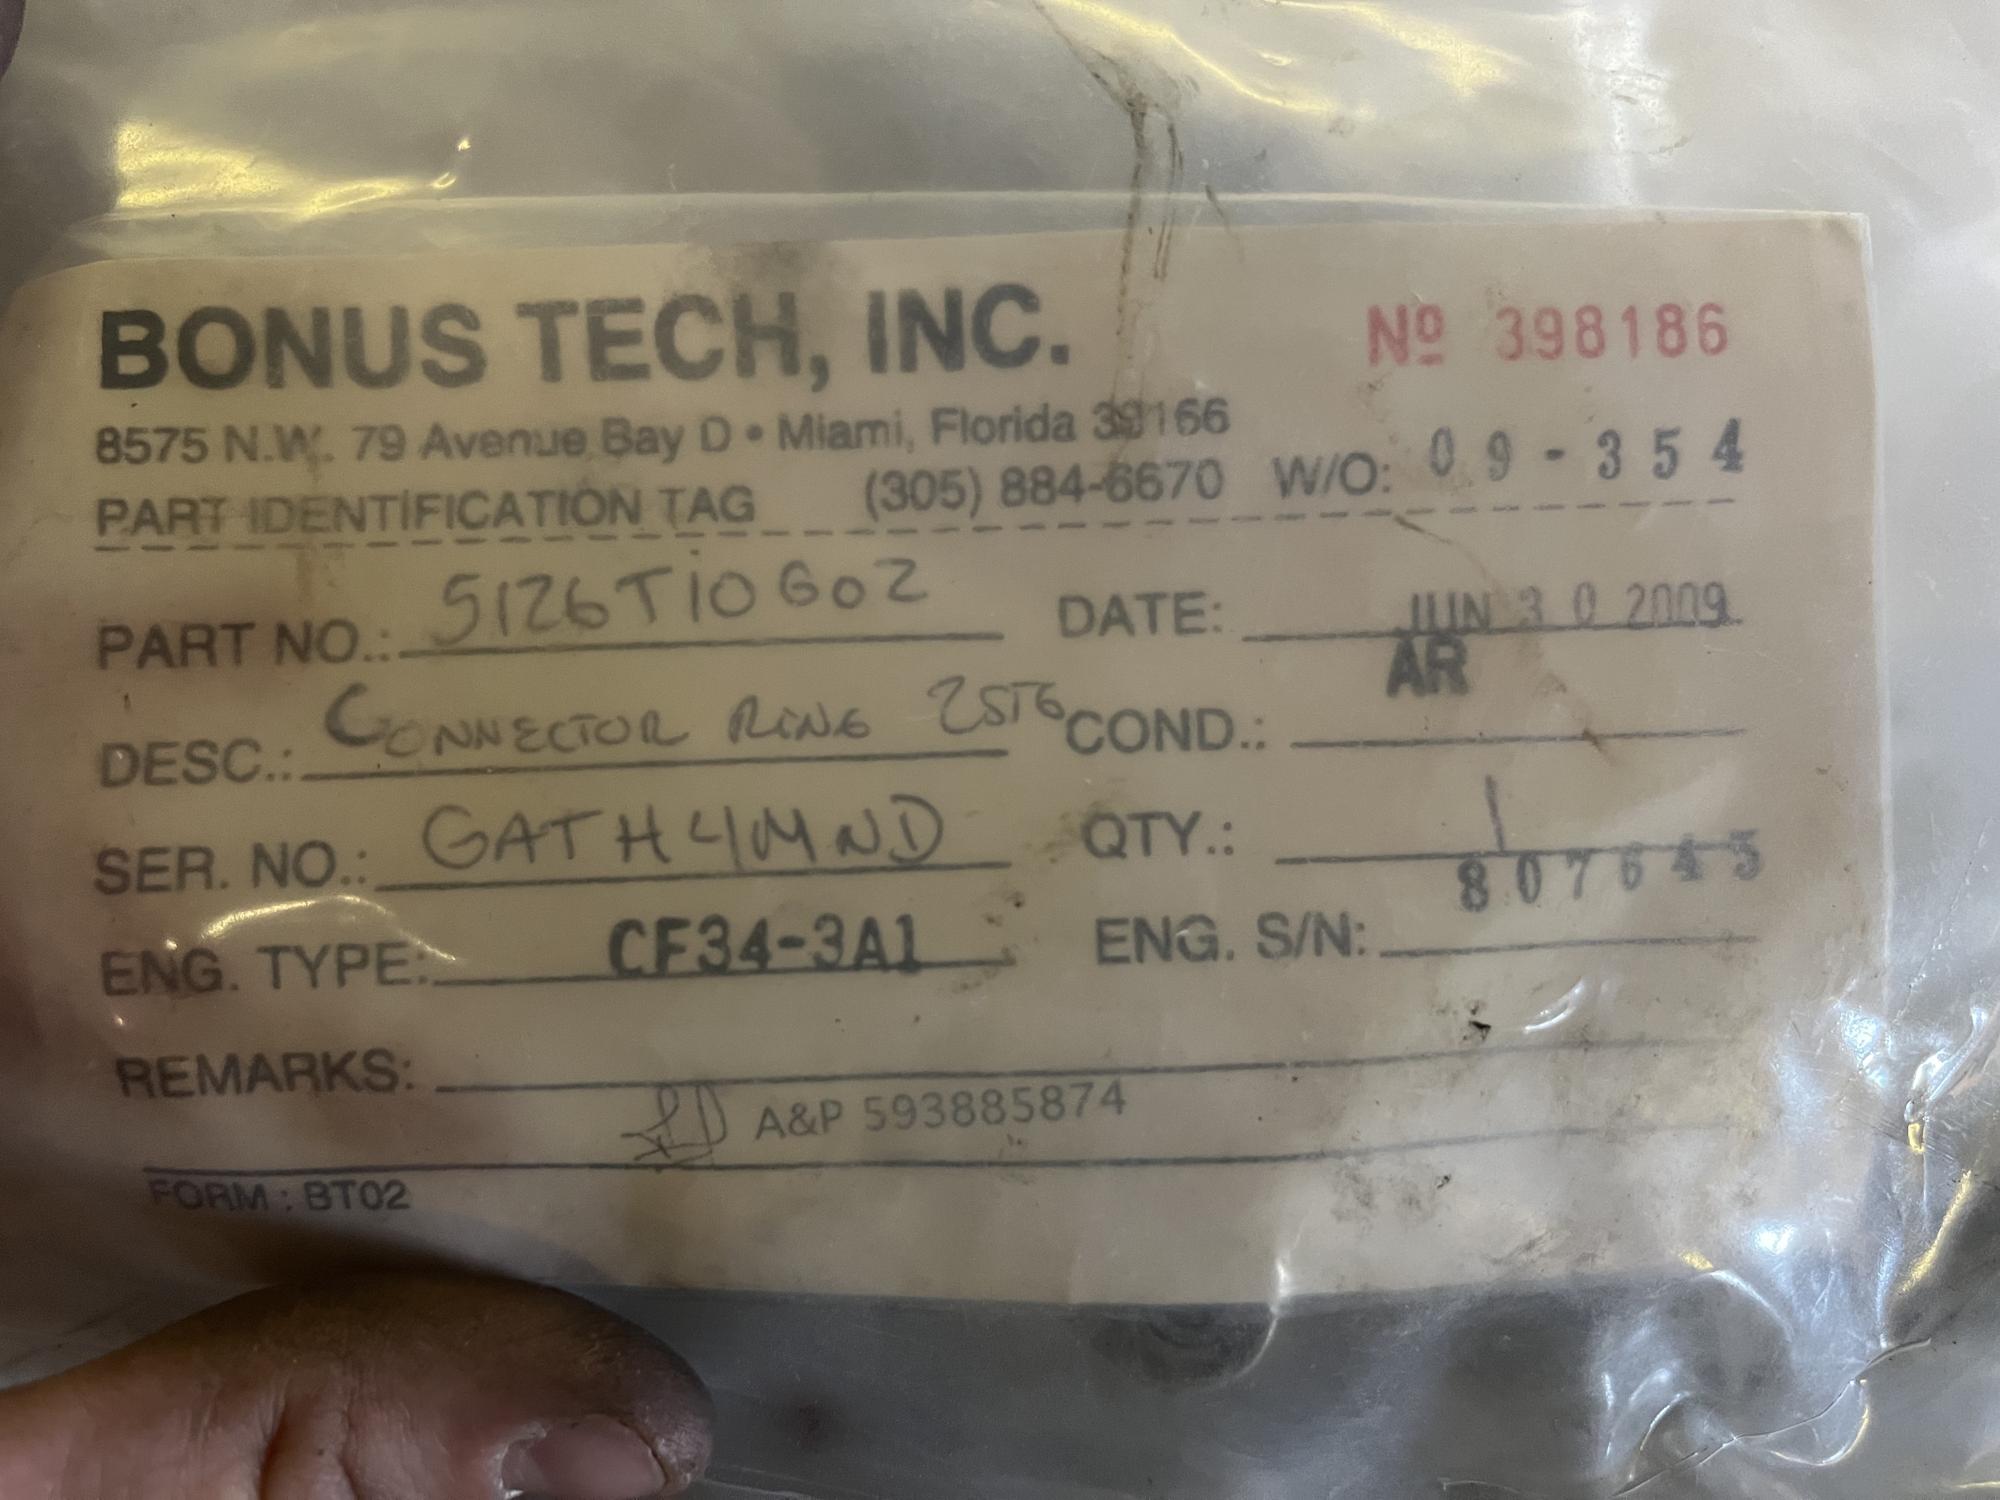 BONUS TECH, INC. Nº 398186
8575 N.W. 79 Avenue Bay D • Miami, Florida 33166
PART IDENTIFICATION TAG (305) 884-6670 W/O: 09-354
PART NO.: 5126T10G02 DATE: JUN 30 2009
DESC.: CONNECTOR RING 2STG COND.: AR
SER. NO.: GATH4MND QTY.: 1
ENG. TYPE: CF34-3A1 ENG. S/N: 807645
REMARKS:
A&P 593885874
FORM : BT02